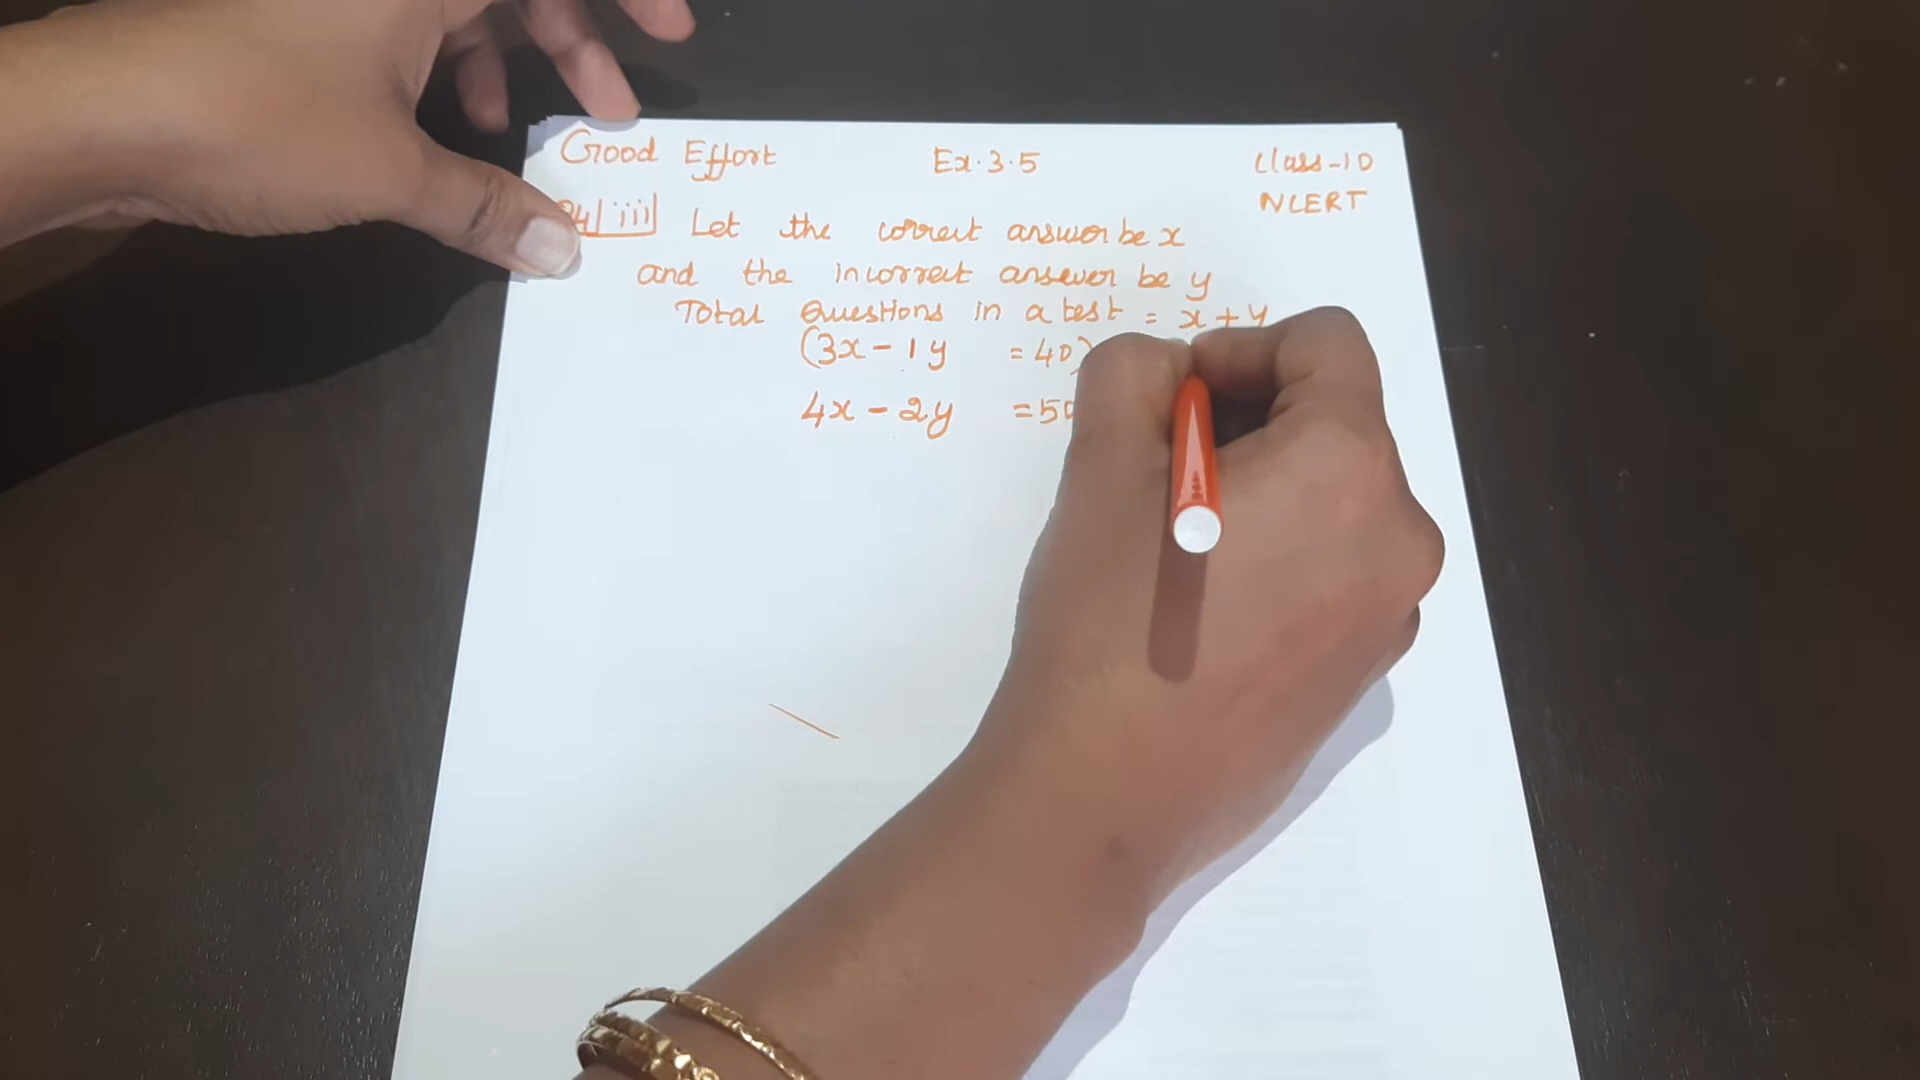 Good Effort Ex.3.5 Class-10
NCERT
iii Let the correct answer be x
and the incorrect answer be y
Total Questions in a test = x + y
(3x - 1y = 40)
4x - 2y = 50